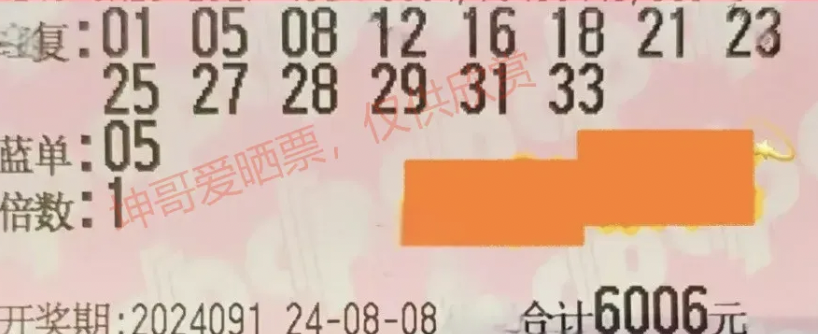 复:01 05 08 12 16 18 21 23
25 27 28 29 31 33
蓝单:05
倍数:1
坤哥爱晒票，仅供欣赏
开奖期:2024091 24-08-08 合计6006元